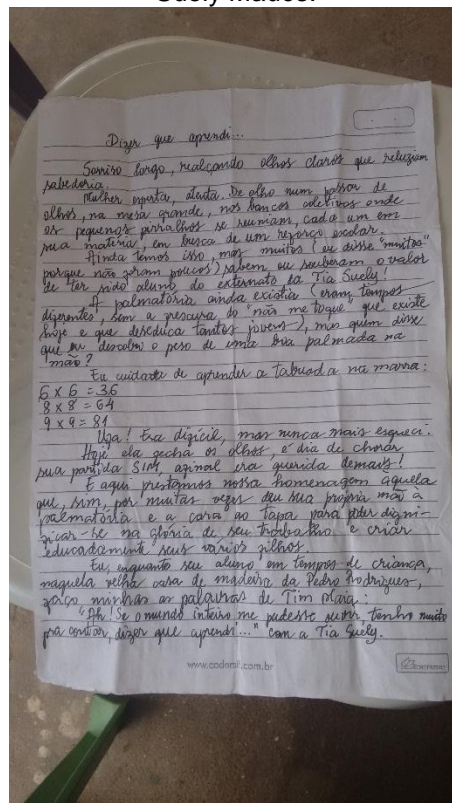 Dizer que aprendi...
Sorriso largo, realçando olhos claros que reluziam
sabedoria.
Mulher esperta, atenta. De olho num passar de
olhos, na mesa grande, nos bancos coletivos onde
os pequenos pirralhos se reuniam, cada um em
sua matéria, em busca de um reforço escolar.
Ainda temos isso, mas muitos (eu disse "muitos"
porque não foram poucos) sabem ou souberam o valor
de ter sido aluno do externato da Tia Suely!
A palmatória ainda existia (eram tempos
diferentes, sem a frescura do "não me toque" que existe
hoje e que deseduca tantos jovens), mas quem disse
que eu descobri o peso de uma boa palmada na
mão?
Eu cuidava de aprender a tabuada na marra:
6 x 6 = 36
8 x 8 = 64
9 x 9 = 81
Ufa! Era difícil, mas nunca mais esqueci.
Hoje ela fecha os olhos, é dia de chorar
sua partida SIM, afinal era querida demais!
E aqui prestamos nossa homenagem aquela
que, sim, por muitas vezes deu sua própria mão à
palmatória e a cara ao tapa para poder digni-
ficar-se na glória de seu trabalho e criar
educadamente seus vários filhos.
Eu, enquanto seu aluno em tempos de criança,
naquela velha casa de madeira da Pedro Rodrigues,
faço minhas as palavras de Tim Maia:
"Ah! Se o mundo inteiro me pudesse ouvir, tenho muito
pra contar, dizer que aprendi..." com a Tia Suely.
www.codomil.com.br